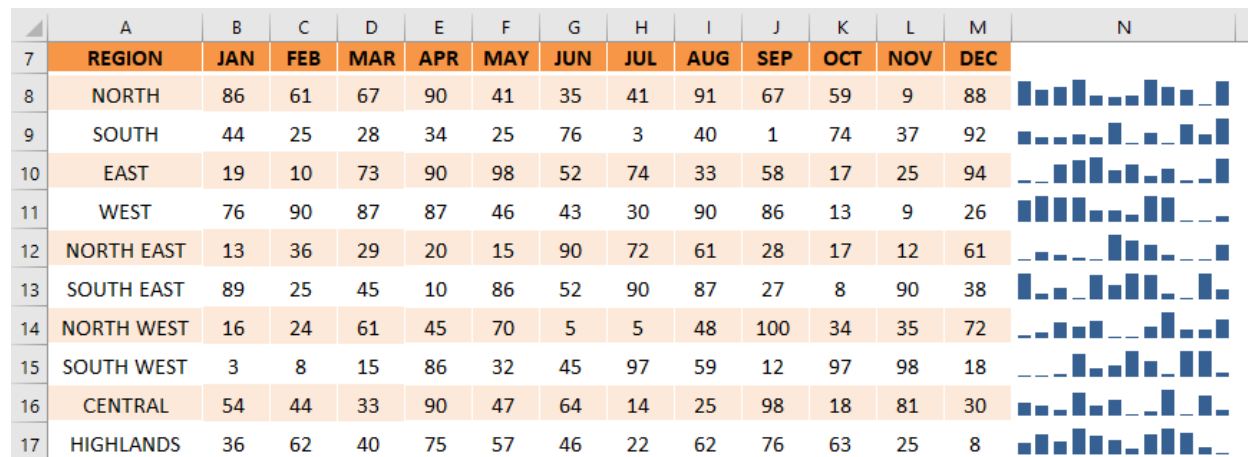 A B C D E F G H I J K L M N
7 REGION JAN FEB MAR APR MAY JUN JUL AUG SEP OCT NOV DEC
8 NORTH 86 61 67 90 41 35 41 91 67 59 9 88
9 SOUTH 44 25 28 34 25 76 3 40 1 74 37 92
10 EAST 19 10 73 90 98 52 74 33 58 17 25 94
11 WEST 76 90 87 87 46 43 30 90 86 13 9 26
12 NORTH EAST 13 36 29 20 15 90 72 61 28 17 12 61
13 SOUTH EAST 89 25 45 10 86 52 90 87 27 8 90 38
14 NORTH WEST 16 24 61 45 70 5 5 48 100 34 35 72
15 SOUTH WEST 3 8 15 86 32 45 97 59 12 97 98 18
16 CENTRAL 54 44 33 90 47 64 14 25 98 18 81 30
17 HIGHLANDS 36 62 40 75 57 46 22 62 76 63 25 8